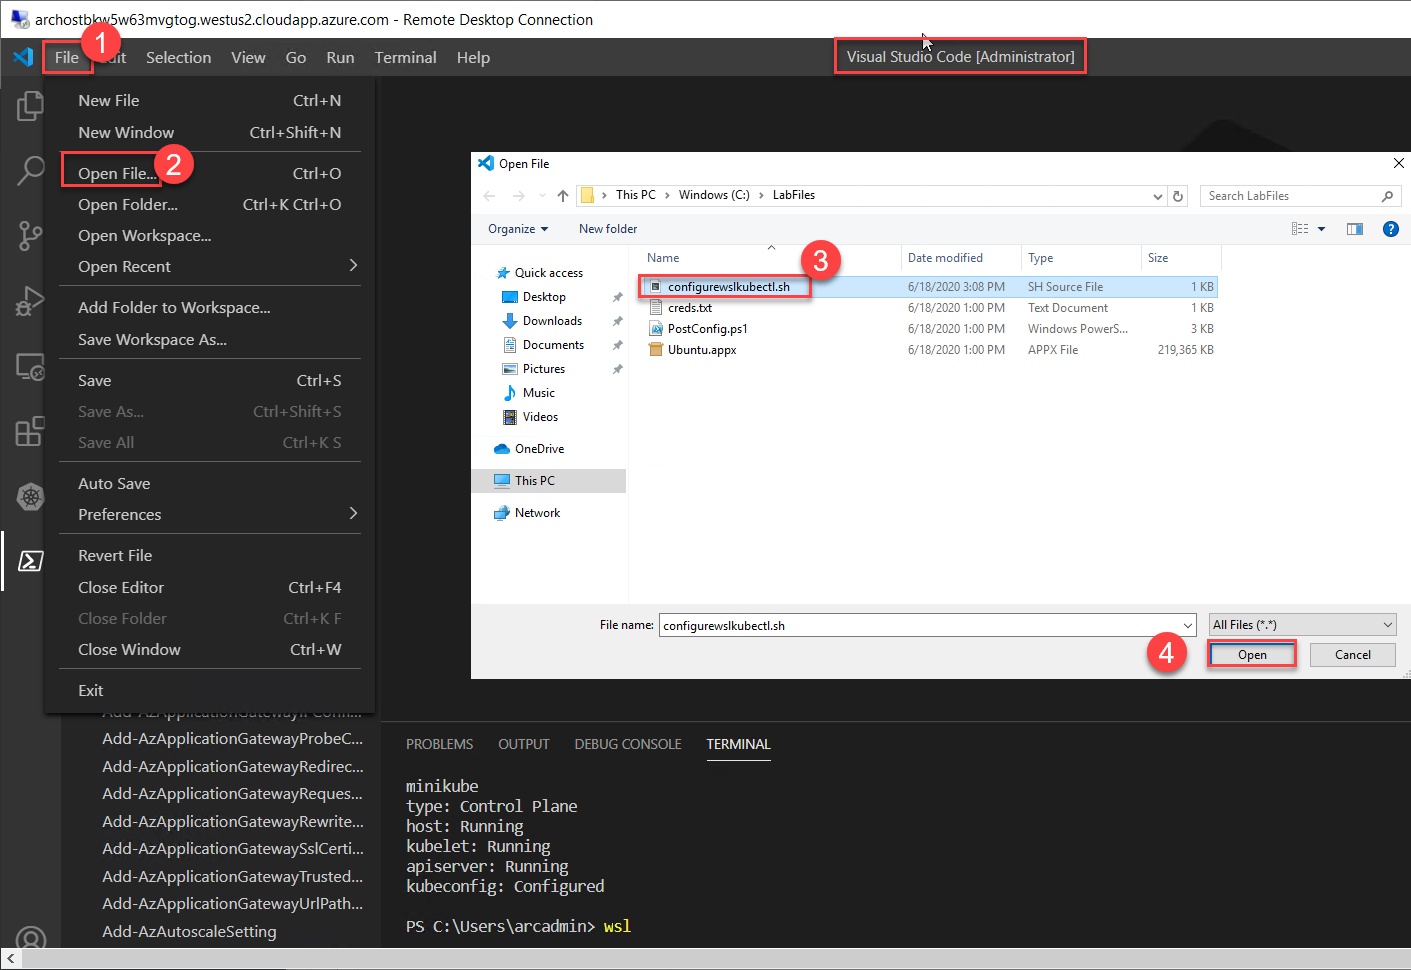 archostbkw5w63mvgtog.westus2.cloudapp.azure.com - Remote Desktop Connection
1
File Selection View Go Run Terminal Help
Visual Studio Code [Administrator]
New File Ctrl+N
New Window Ctrl+Shift+N
Open File... Ctrl+O
2
Open Folder... Ctrl+K Ctrl+O
Open Workspace...
Open Recent
Add Folder to Workspace...
Save Workspace As...
Save Ctrl+S
Save As... Ctrl+Shift+S
Save All Ctrl+K S
Auto Save
Preferences
Revert File
Close Editor Ctrl+F4
Close Folder Ctrl+K F
Close Window Ctrl+W
Exit
Add-AzApplicationGatewayProbeC...
Add-AzApplicationGatewayRedirec...
Add-AzApplicationGatewayReques...
Add-AzApplicationGatewayRewrite...
Add-AzApplicationGatewaySslCerti...
Add-AzApplicationGatewayTrusted...
Add-AzApplicationGatewayUrlPath...
Add-AzAutoscaleSetting
Open File
This PC > Windows (C:) > LabFiles
Search LabFiles
Organize New folder
Quick access
Desktop
Downloads
Documents
Pictures
Music
Videos
OneDrive
This PC
Network
Name Date modified Type Size
3
configurewslkubectl.sh 6/18/2020 3:08 PM SH Source File 1 KB
creds.txt 6/18/2020 1:00 PM Text Document 1 KB
PostConfig.ps1 6/18/2020 1:00 PM Windows PowerS... 3 KB
Ubuntu.appx 6/18/2020 1:00 PM APPX File 219,365 KB
File name: configurewslkubectl.sh All Files (*.*)
4
Open Cancel
PROBLEMS OUTPUT DEBUG CONSOLE TERMINAL
minikube
type: Control Plane
host: Running
kubelet: Running
apiserver: Running
kubeconfig: Configured
PS C:\Users\arcadmin> wsl